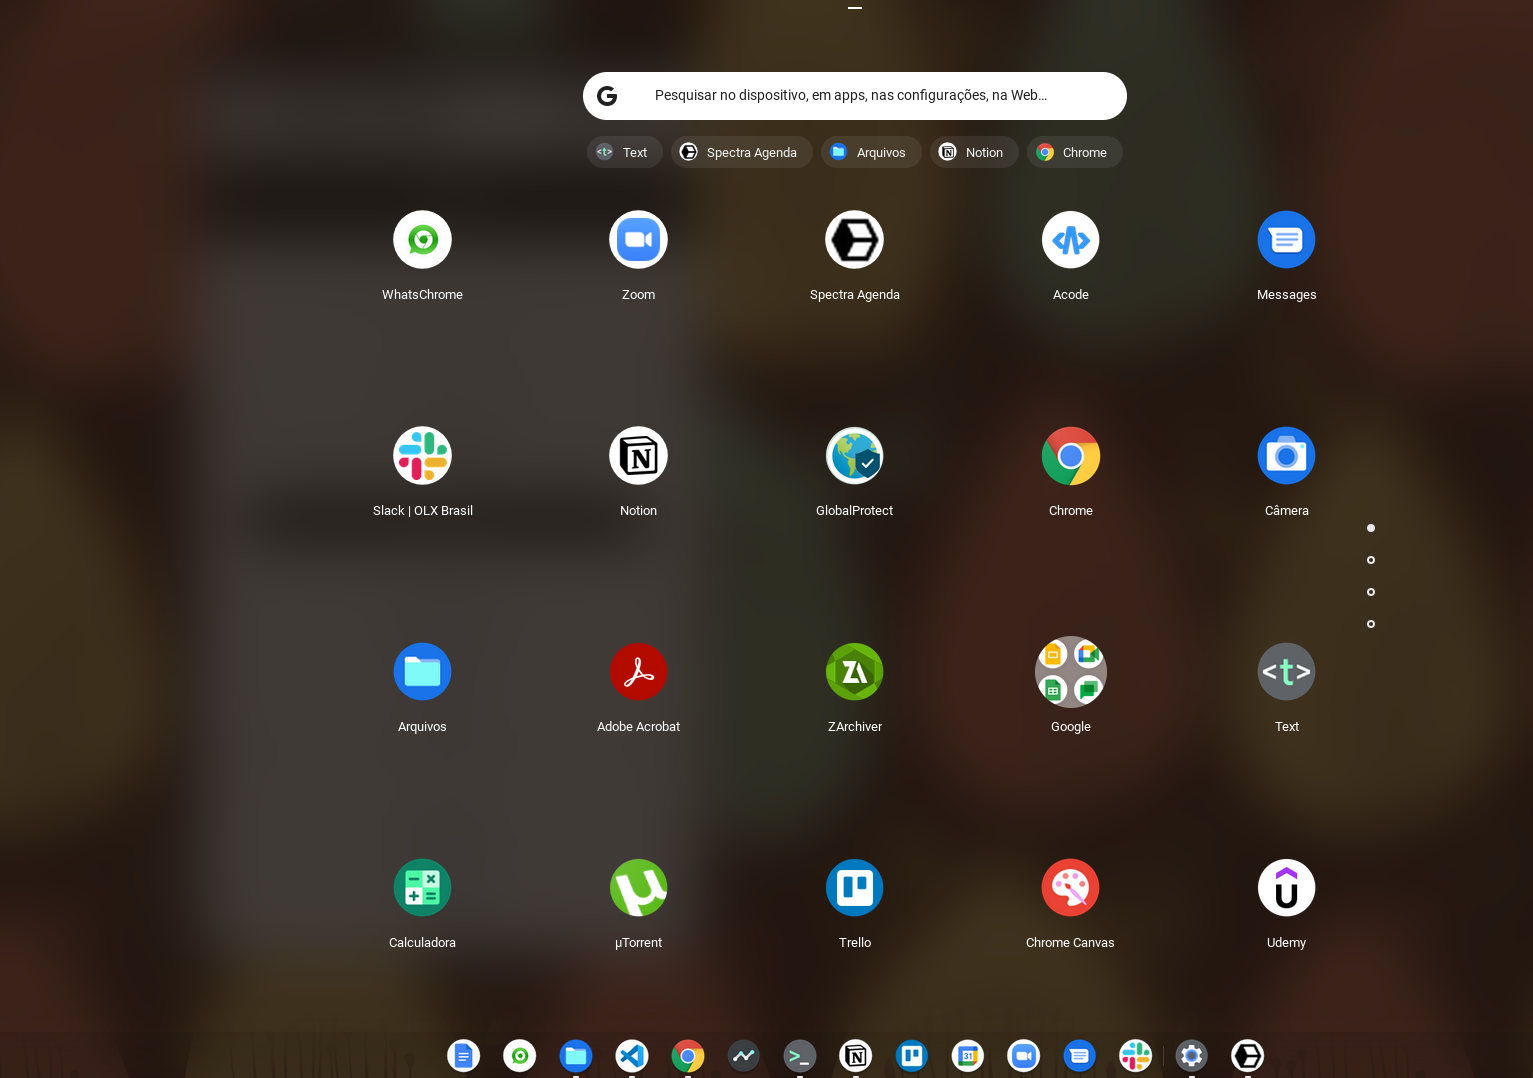 Pesquisar no dispositivo, em apps, nas configurações, na Web...
<t> Text
Spectra Agenda
Arquivos
Notion
Chrome
WhatsChrome
Zoom
Spectra Agenda
Acode
Messages
Slack | OLX Brasil
Notion
GlobalProtect
Chrome
Câmera
<t>
Arquivos
Adobe Acrobat
ZArchiver
Google
Text
Calculadora
µTorrent
Trello
Chrome Canvas
Udemy
31